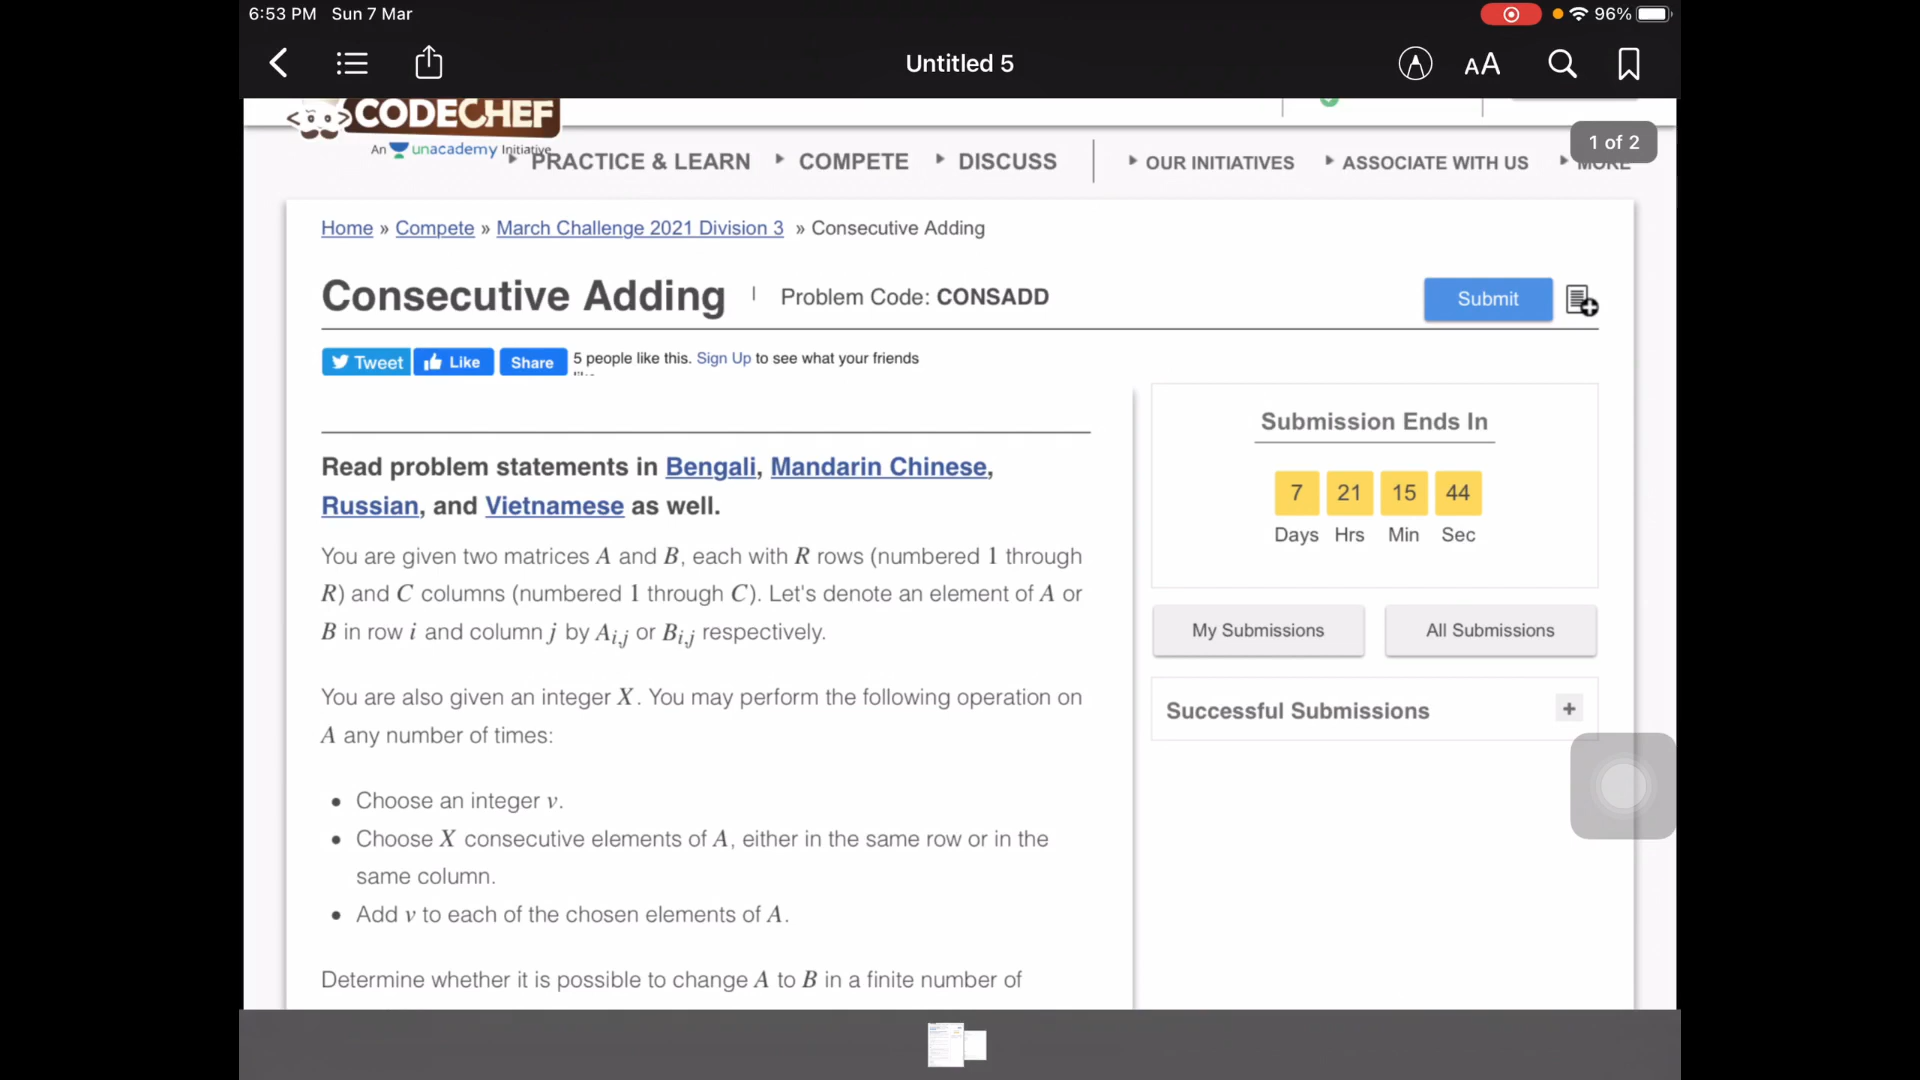 6:53 PM Sun 7 Mar
96%
Untitled 5
AA
CODECHEF
An unacademy Initiative
PRACTICE & LEARN COMPETE DISCUSS OUR INITIATIVES ASSOCIATE WITH US MORE
1 of 2
Home » Compete » March Challenge 2021 Division 3 » Consecutive Adding
Consecutive Adding Problem Code: CONSADD
Submit
Tweet Like Share 5 people like this. Sign Up to see what your friends
Submission Ends In
7 21 15 44
Days Hrs Min Sec
My Submissions All Submissions
Successful Submissions +
Read problem statements in Bengali, Mandarin Chinese,
Russian, and Vietnamese as well.
You are given two matrices A and B, each with R rows (numbered 1 through
R) and C columns (numbered 1 through C). Let's denote an element of A or
B in row i and column j by A_{i,j} or B_{i,j} respectively.
You are also given an integer X. You may perform the following operation on
A any number of times:
• Choose an integer v.
• Choose X consecutive elements of A, either in the same row or in the
same column.
• Add v to each of the chosen elements of A.
Determine whether it is possible to change A to B in a finite number of